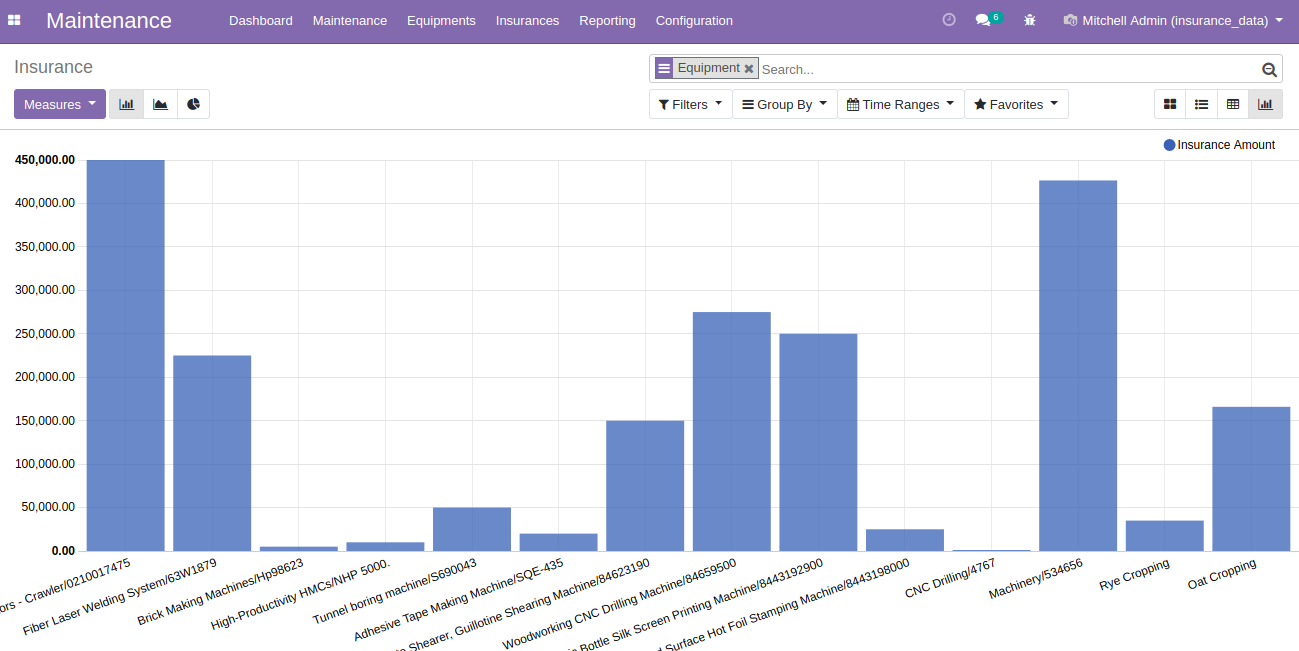 Maintenance Dashboard Maintenance Equipments Insurances Reporting Configuration 6 Mitchell Admin (insurance_data)
Insurance
Equipment Search...
Measures Filters Group By Time Ranges Favorites
Insurance Amount
450,000.00
400,000.00
350,000.00
300,000.00
250,000.00
200,000.00
150,000.00
100,000.00
50,000.00
0.00
ors - Crawler/0210017475
Fiber Laser Welding System/63W1879
Brick Making Machines/Hp98623
High-Productivity HMCs/NHP 5000.
Tunnel boring machine/S690043
Adhesive Tape Making Machine/SQE-435
Shearer, Guillotine Shearing Machine/84623190
Woodworking CNC Drilling Machine/84659500
Bottle Silk Screen Printing Machine/8443192900
Surface Hot Foil Stamping Machine/8443198000
CNC Drilling/4767
Machinery/534656
Rye Cropping
Oat Cropping